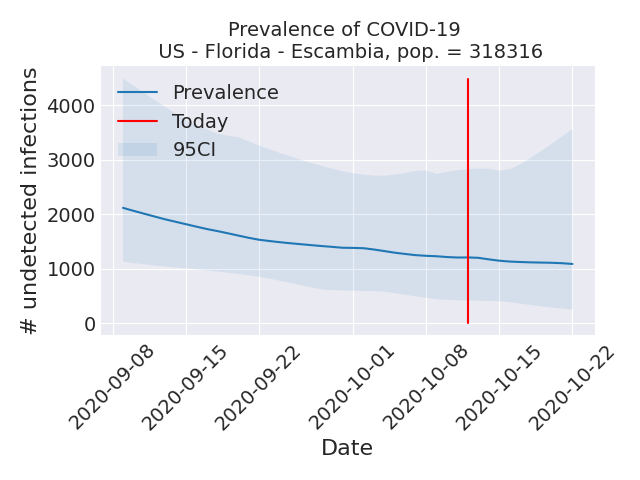 Prevalence of COVID-19
US - Florida - Escambia, pop. = 318316
# undetected infections
4000
3000
2000
1000
0
Prevalence
Today
95CI
2020-09-08
2020-09-15
2020-09-22
2020-10-01
2020-10-08
2020-10-15
2020-10-22
Date